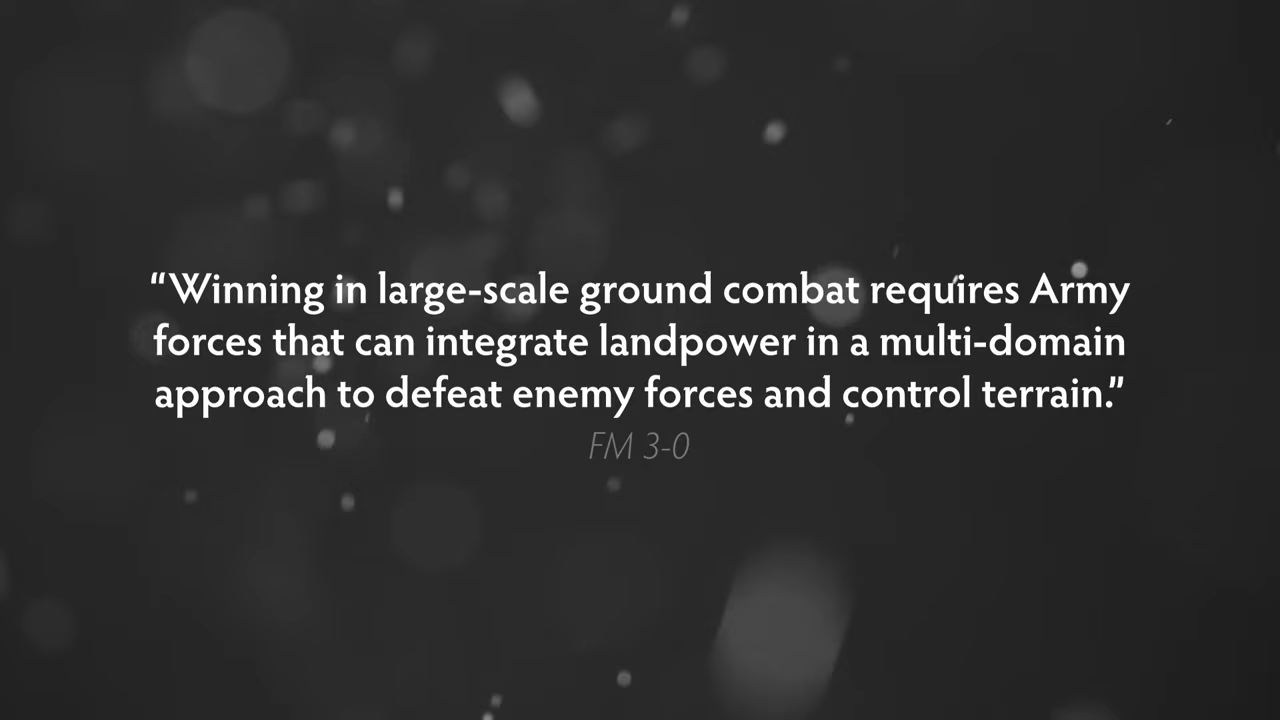 “Winning in large-scale ground combat requires Army
forces that can integrate landpower in a multi-domain
approach to defeat enemy forces and control terrain.”
FM 3-0